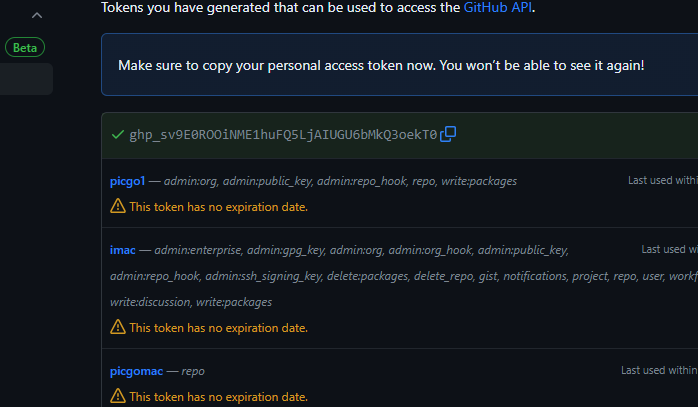 Tokens you have generated that can be used to access the GitHub API.
Beta
Make sure to copy your personal access token now. You won't be able to see it again!
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
picgo1 — admin:org, admin:public_key, admin:repo_hook, repo, write:packages Last used within
This token has no expiration date.
imac — admin:enterprise, admin:gpg_key, admin:org, admin:org_hook, admin:public_key, Last used wi
admin:repo_hook, admin:ssh_signing_key, delete:packages, delete_repo, gist, notifications, project, repo, user, workf
write:discussion, write:packages
This token has no expiration date.
picgomac — repo Last used within
This token has no expiration date.